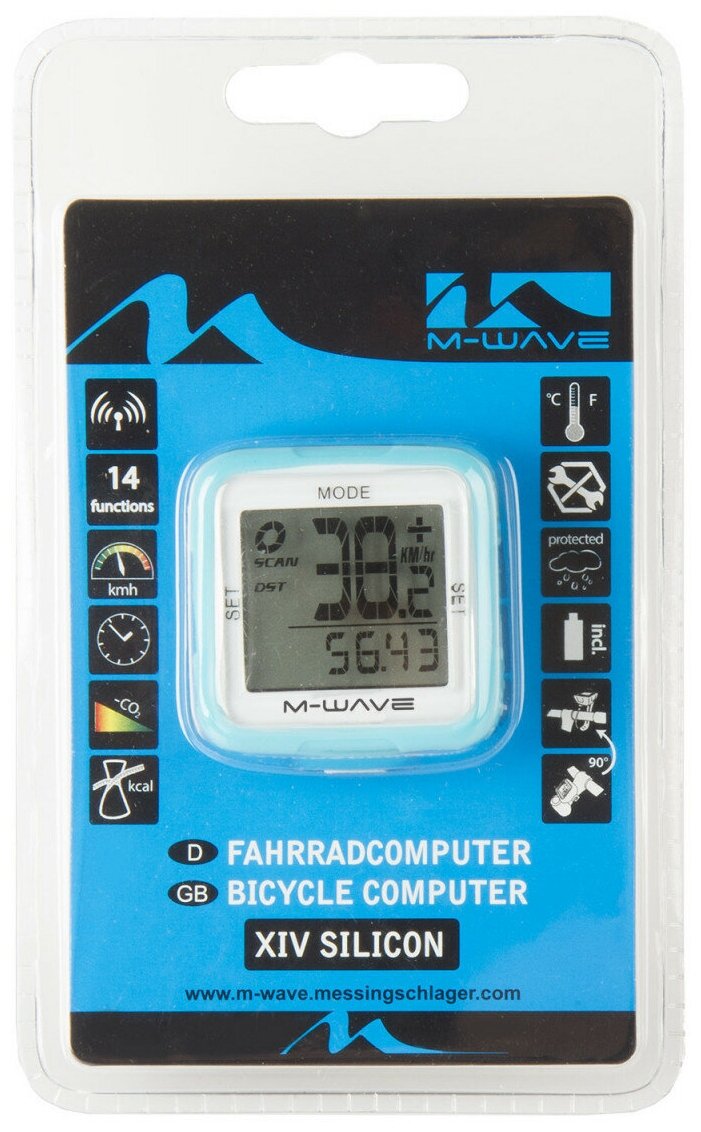 M-WAVE
°C F
14
functions
protected
kmh
incl.
-CO₂
kcal
90°
MODE
SCAN
38.2
KM/hr
DST
SET
SET
56.43
M-WAVE
D FAHRRADCOMPUTER
GB BICYCLE COMPUTER
XIV SILICON
www.m-wave.messingschlager.com